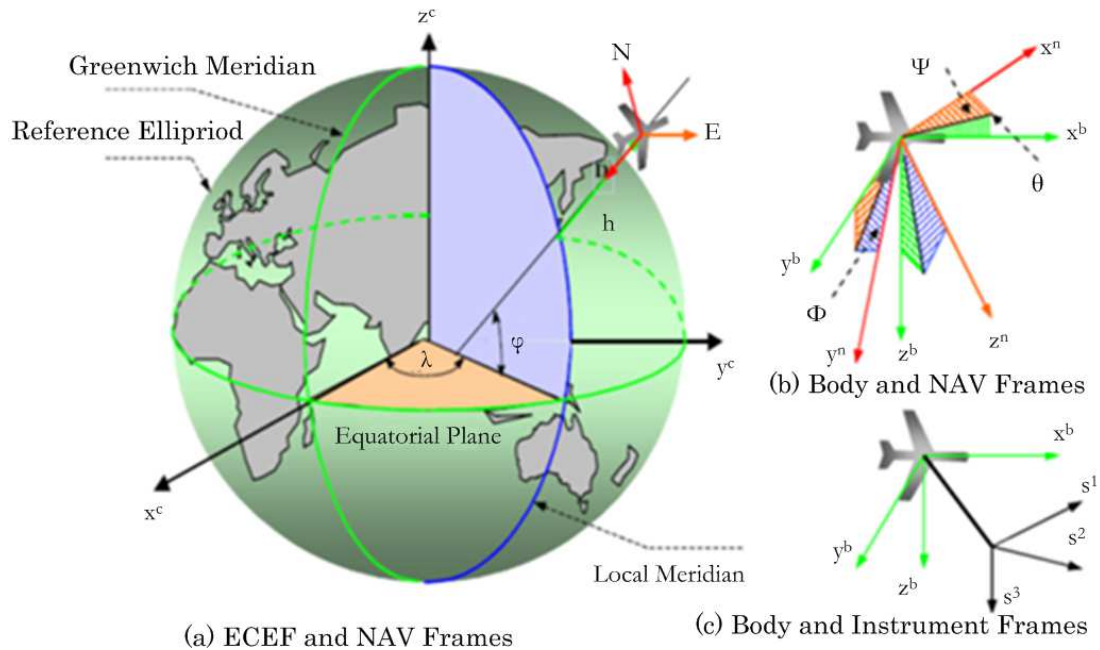 z^c
Greenwich Meridian
Reference Ellipriod
N
E
D
h
λ
φ
y^c
Equatorial Plane
x^c
Local Meridian
(a) ECEF and NAV Frames
x^n
Ψ
x^b
θ
y^b
Φ
y^n
z^b
z^n
(b) Body and NAV Frames
x^b
s^1
s^2
y^b
z^b
s^3
(c) Body and Instrument Frames